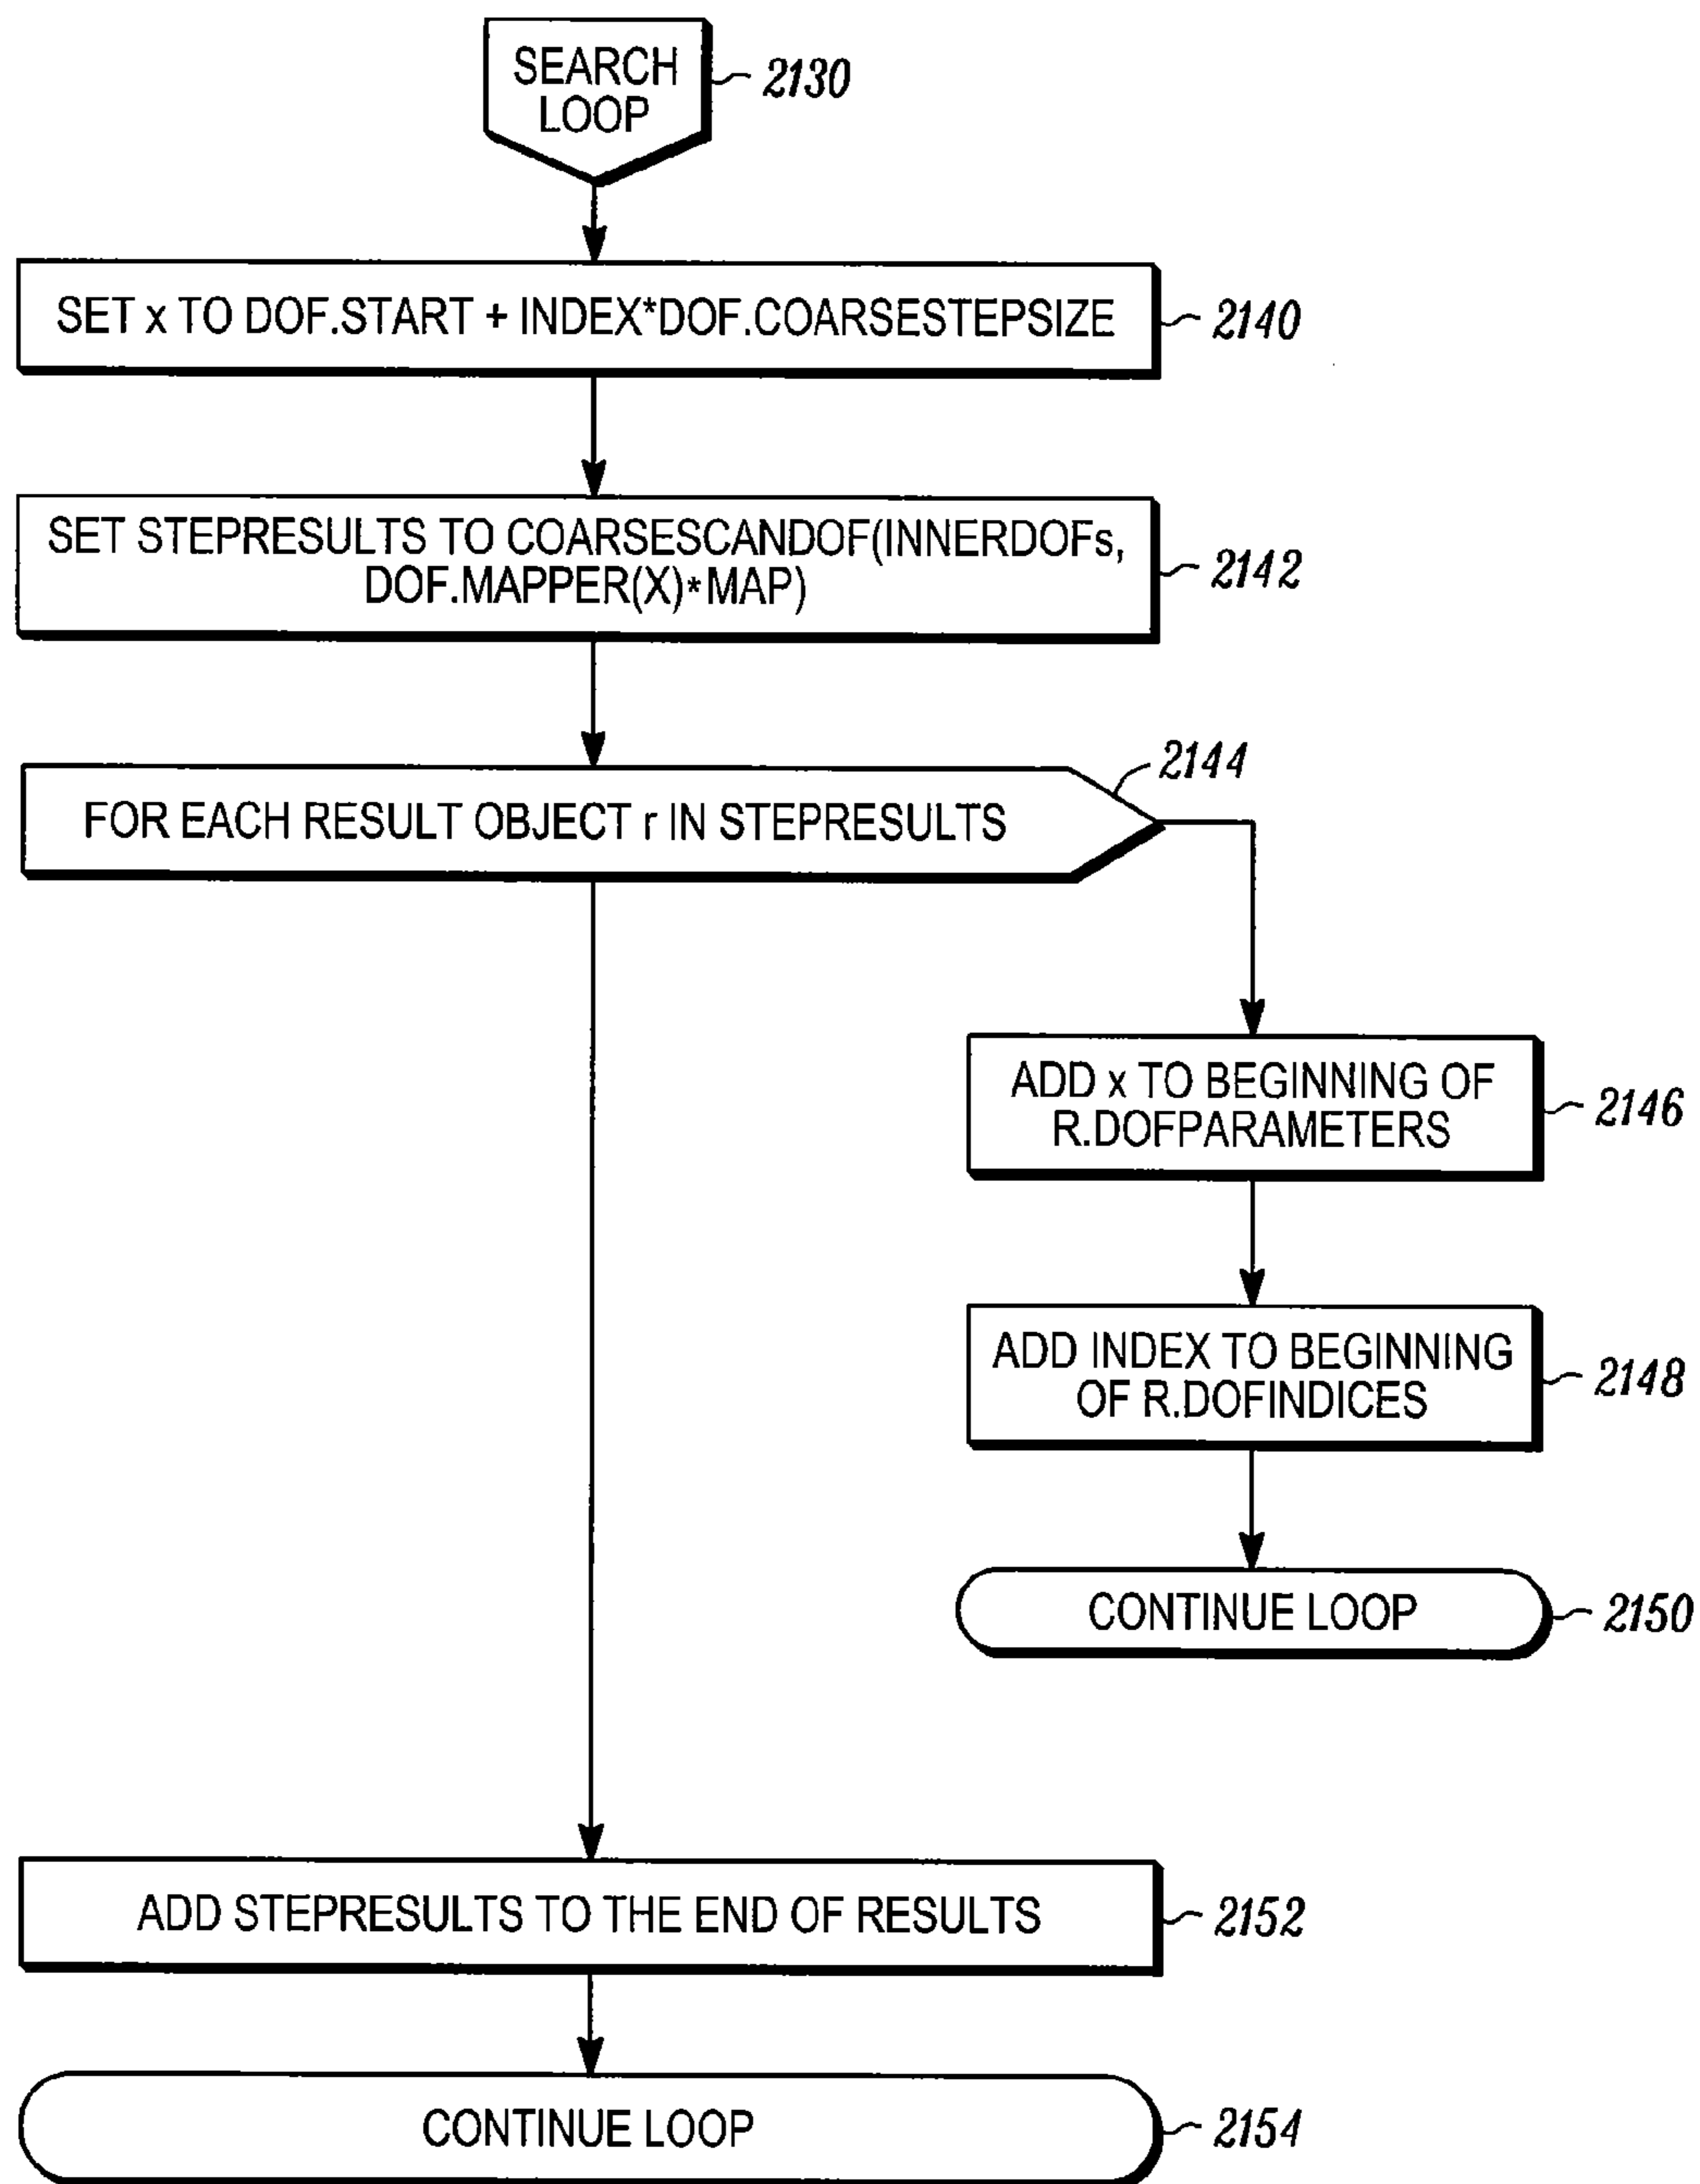 SEARCH
LOOP
2130
SET x TO DOF.START + INDEX*DOF.COARSESTEPSIZE
2140
SET STEPRESULTS TO COARSESCANDOF(INNERDOFs,
DOF.MAPPER(X)*MAP)
2142
2144
FOR EACH RESULT OBJECT r IN STEPRESULTS
ADD x TO BEGINNING OF
R.DOFPARAMETERS
2146
ADD INDEX TO BEGINNING
OF R.DOFINDICES
2148
CONTINUE LOOP
2150
ADD STEPRESULTS TO THE END OF RESULTS
2152
CONTINUE LOOP
2154